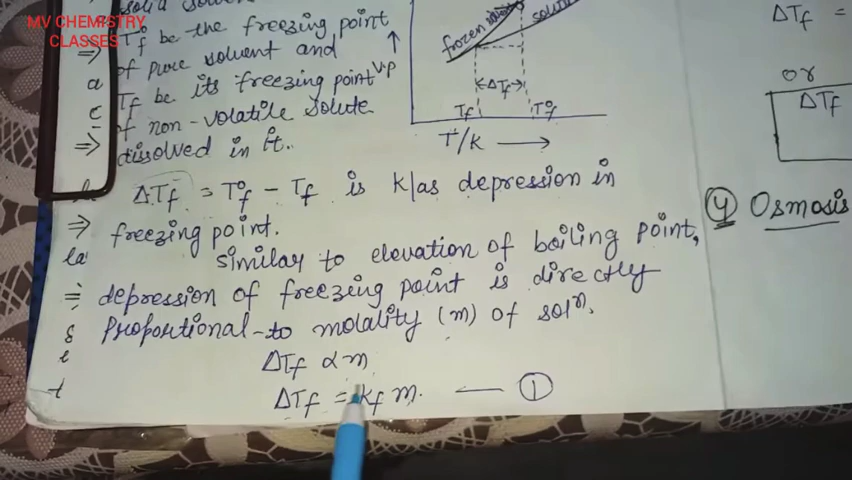 MV CHEMISTRY
CLASSES
T°f be the freezing point
of pure solvent and
Tf be its freezing point
of non-volatile solute
dissolved in it.
ΔTf = T°f - Tf is k/as depression in
freezing point.
Similar to elevation of boiling point,
depression of freezing point is directly
proportional to molality (m) of solⁿ.
ΔTf α m
ΔTf = kf m. — ①
frozen
V.P
ΔTf
Tf T°f
T/K →
ΔTf =
or
ΔTf
④ Osmosis